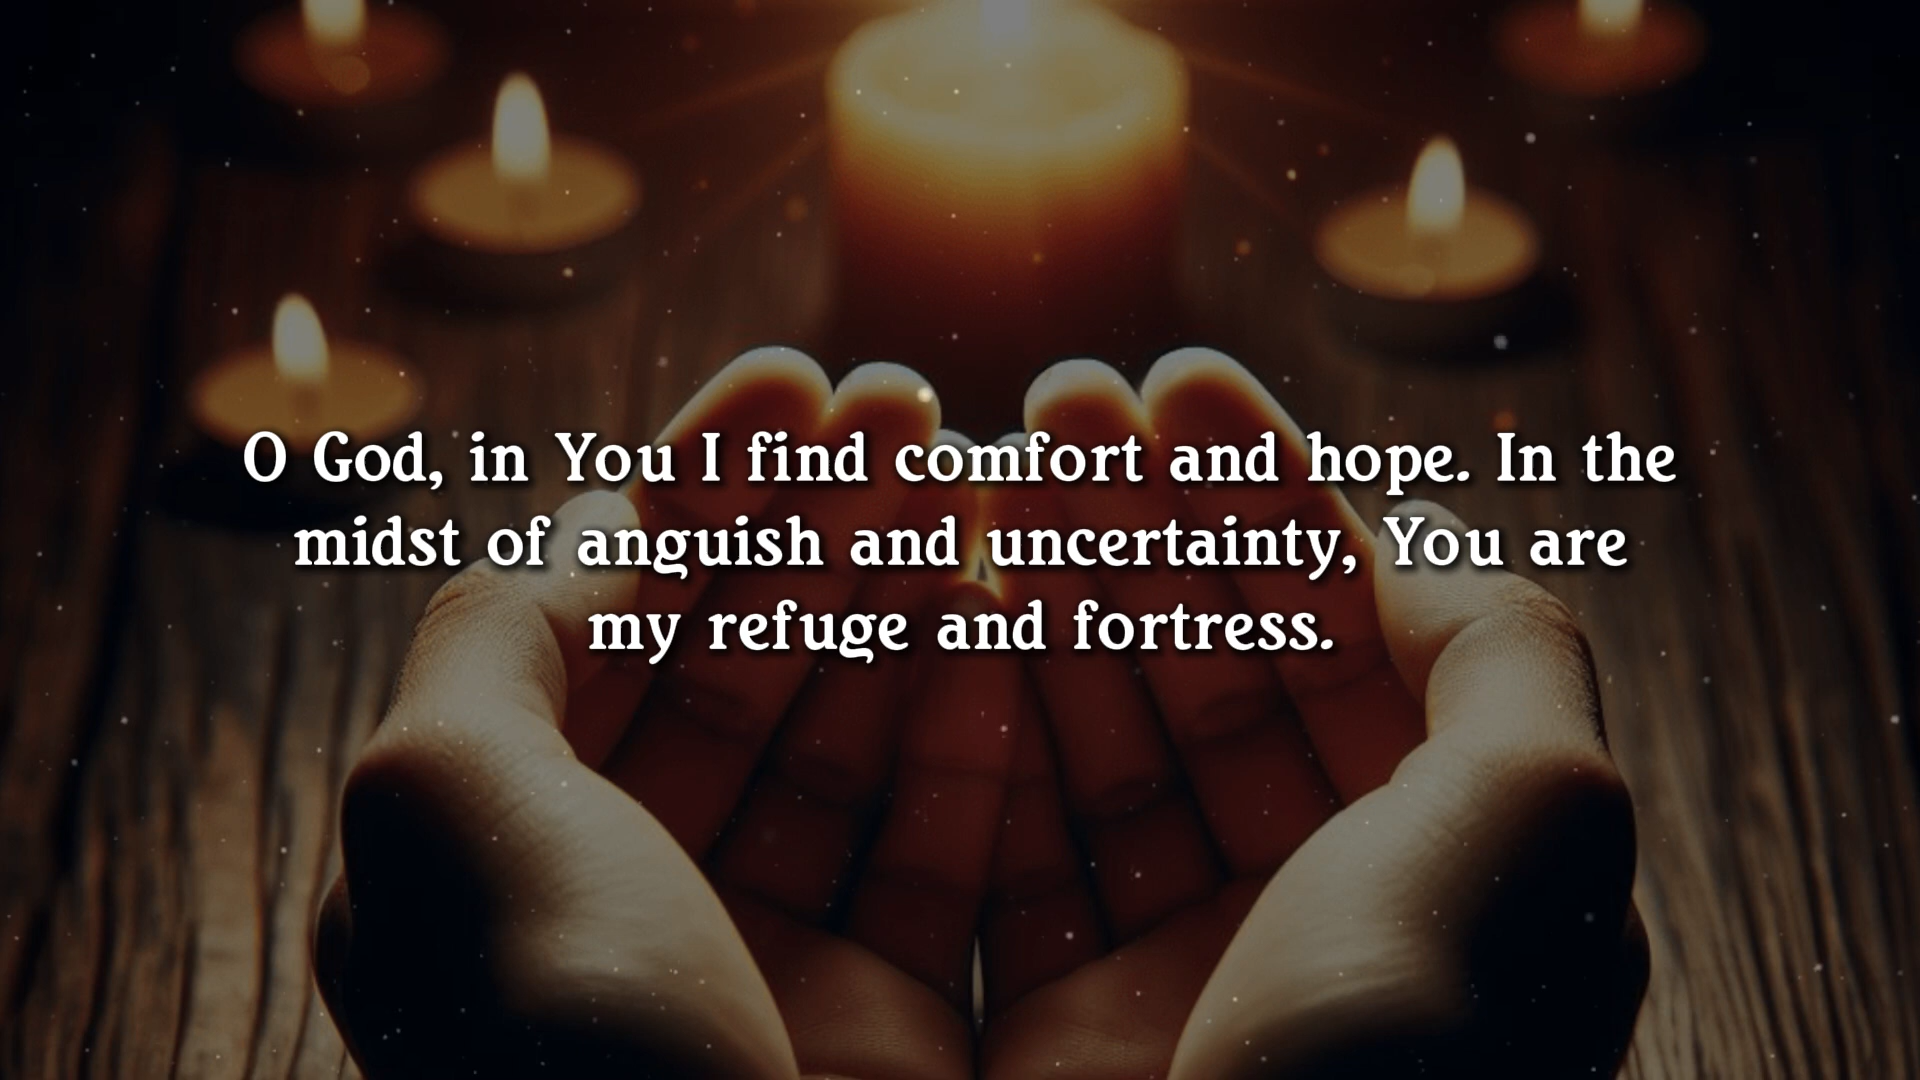 O God, in You I find comfort and hope. In the
midst of anguish and uncertainty, You are
my refuge and fortress.